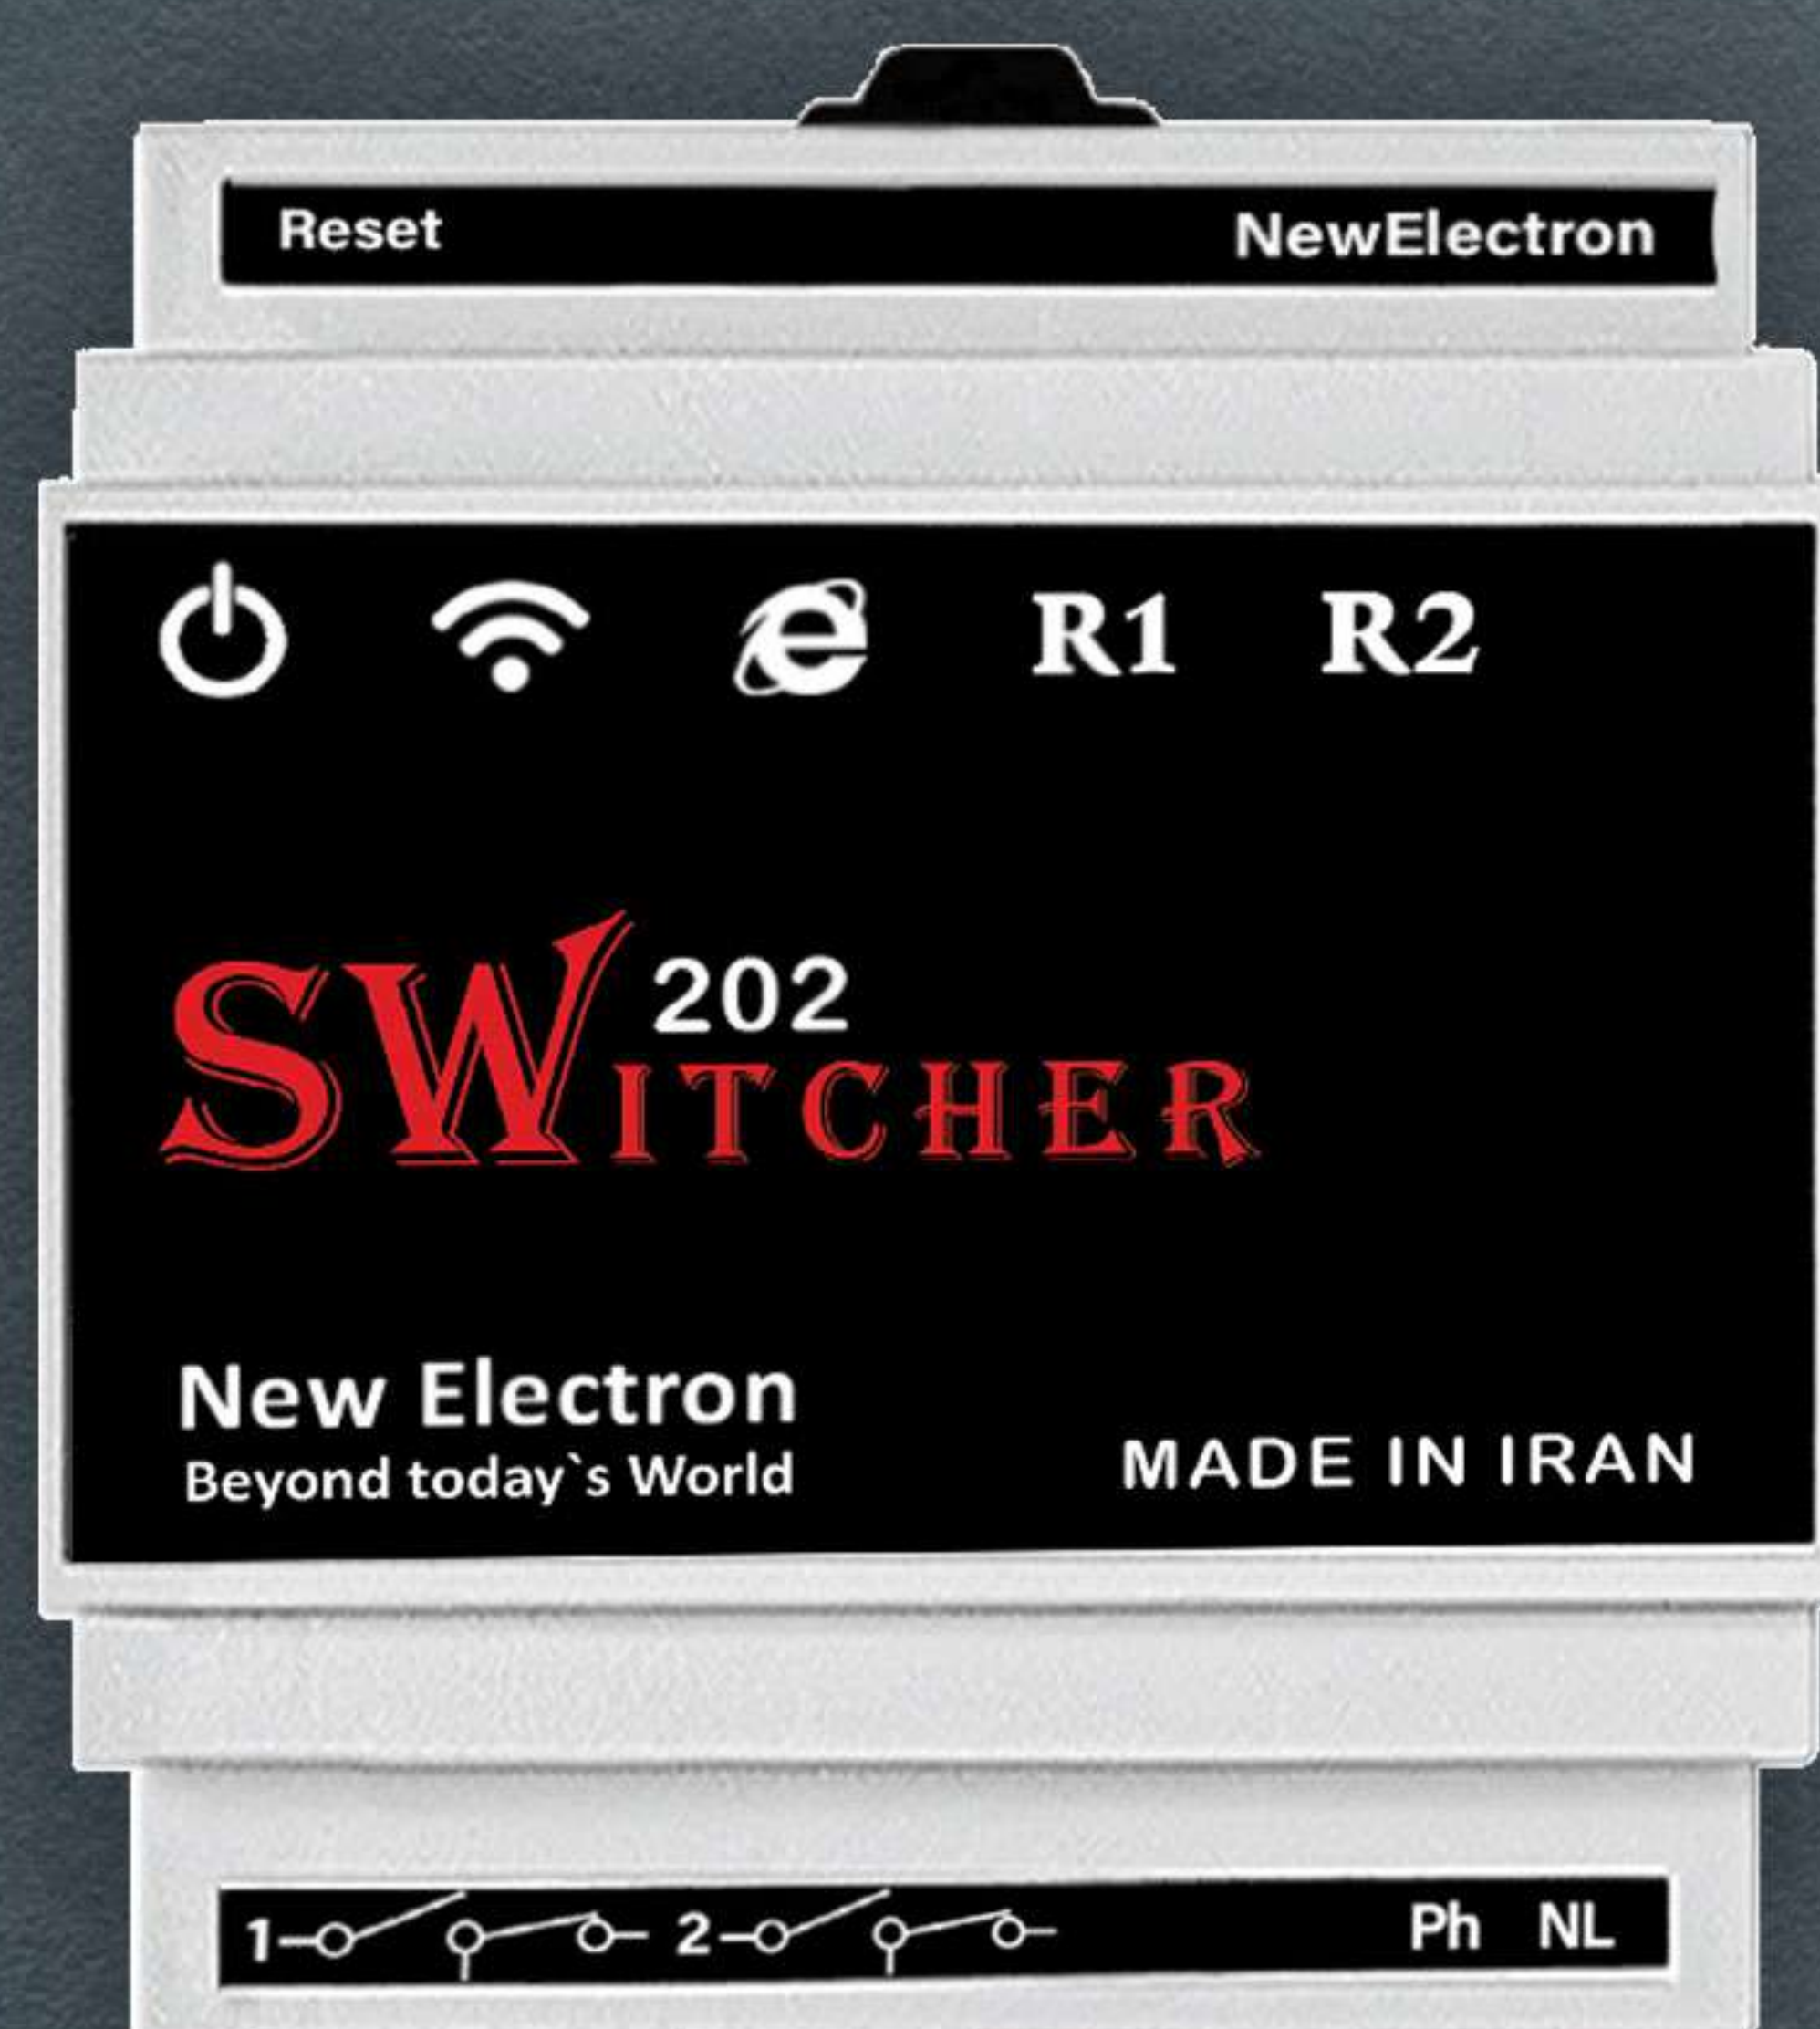 Reset NewElectron
R1 R2
202
SWITCHER
New Electron
Beyond today`s World
MADE IN IRAN
1 2 Ph NL